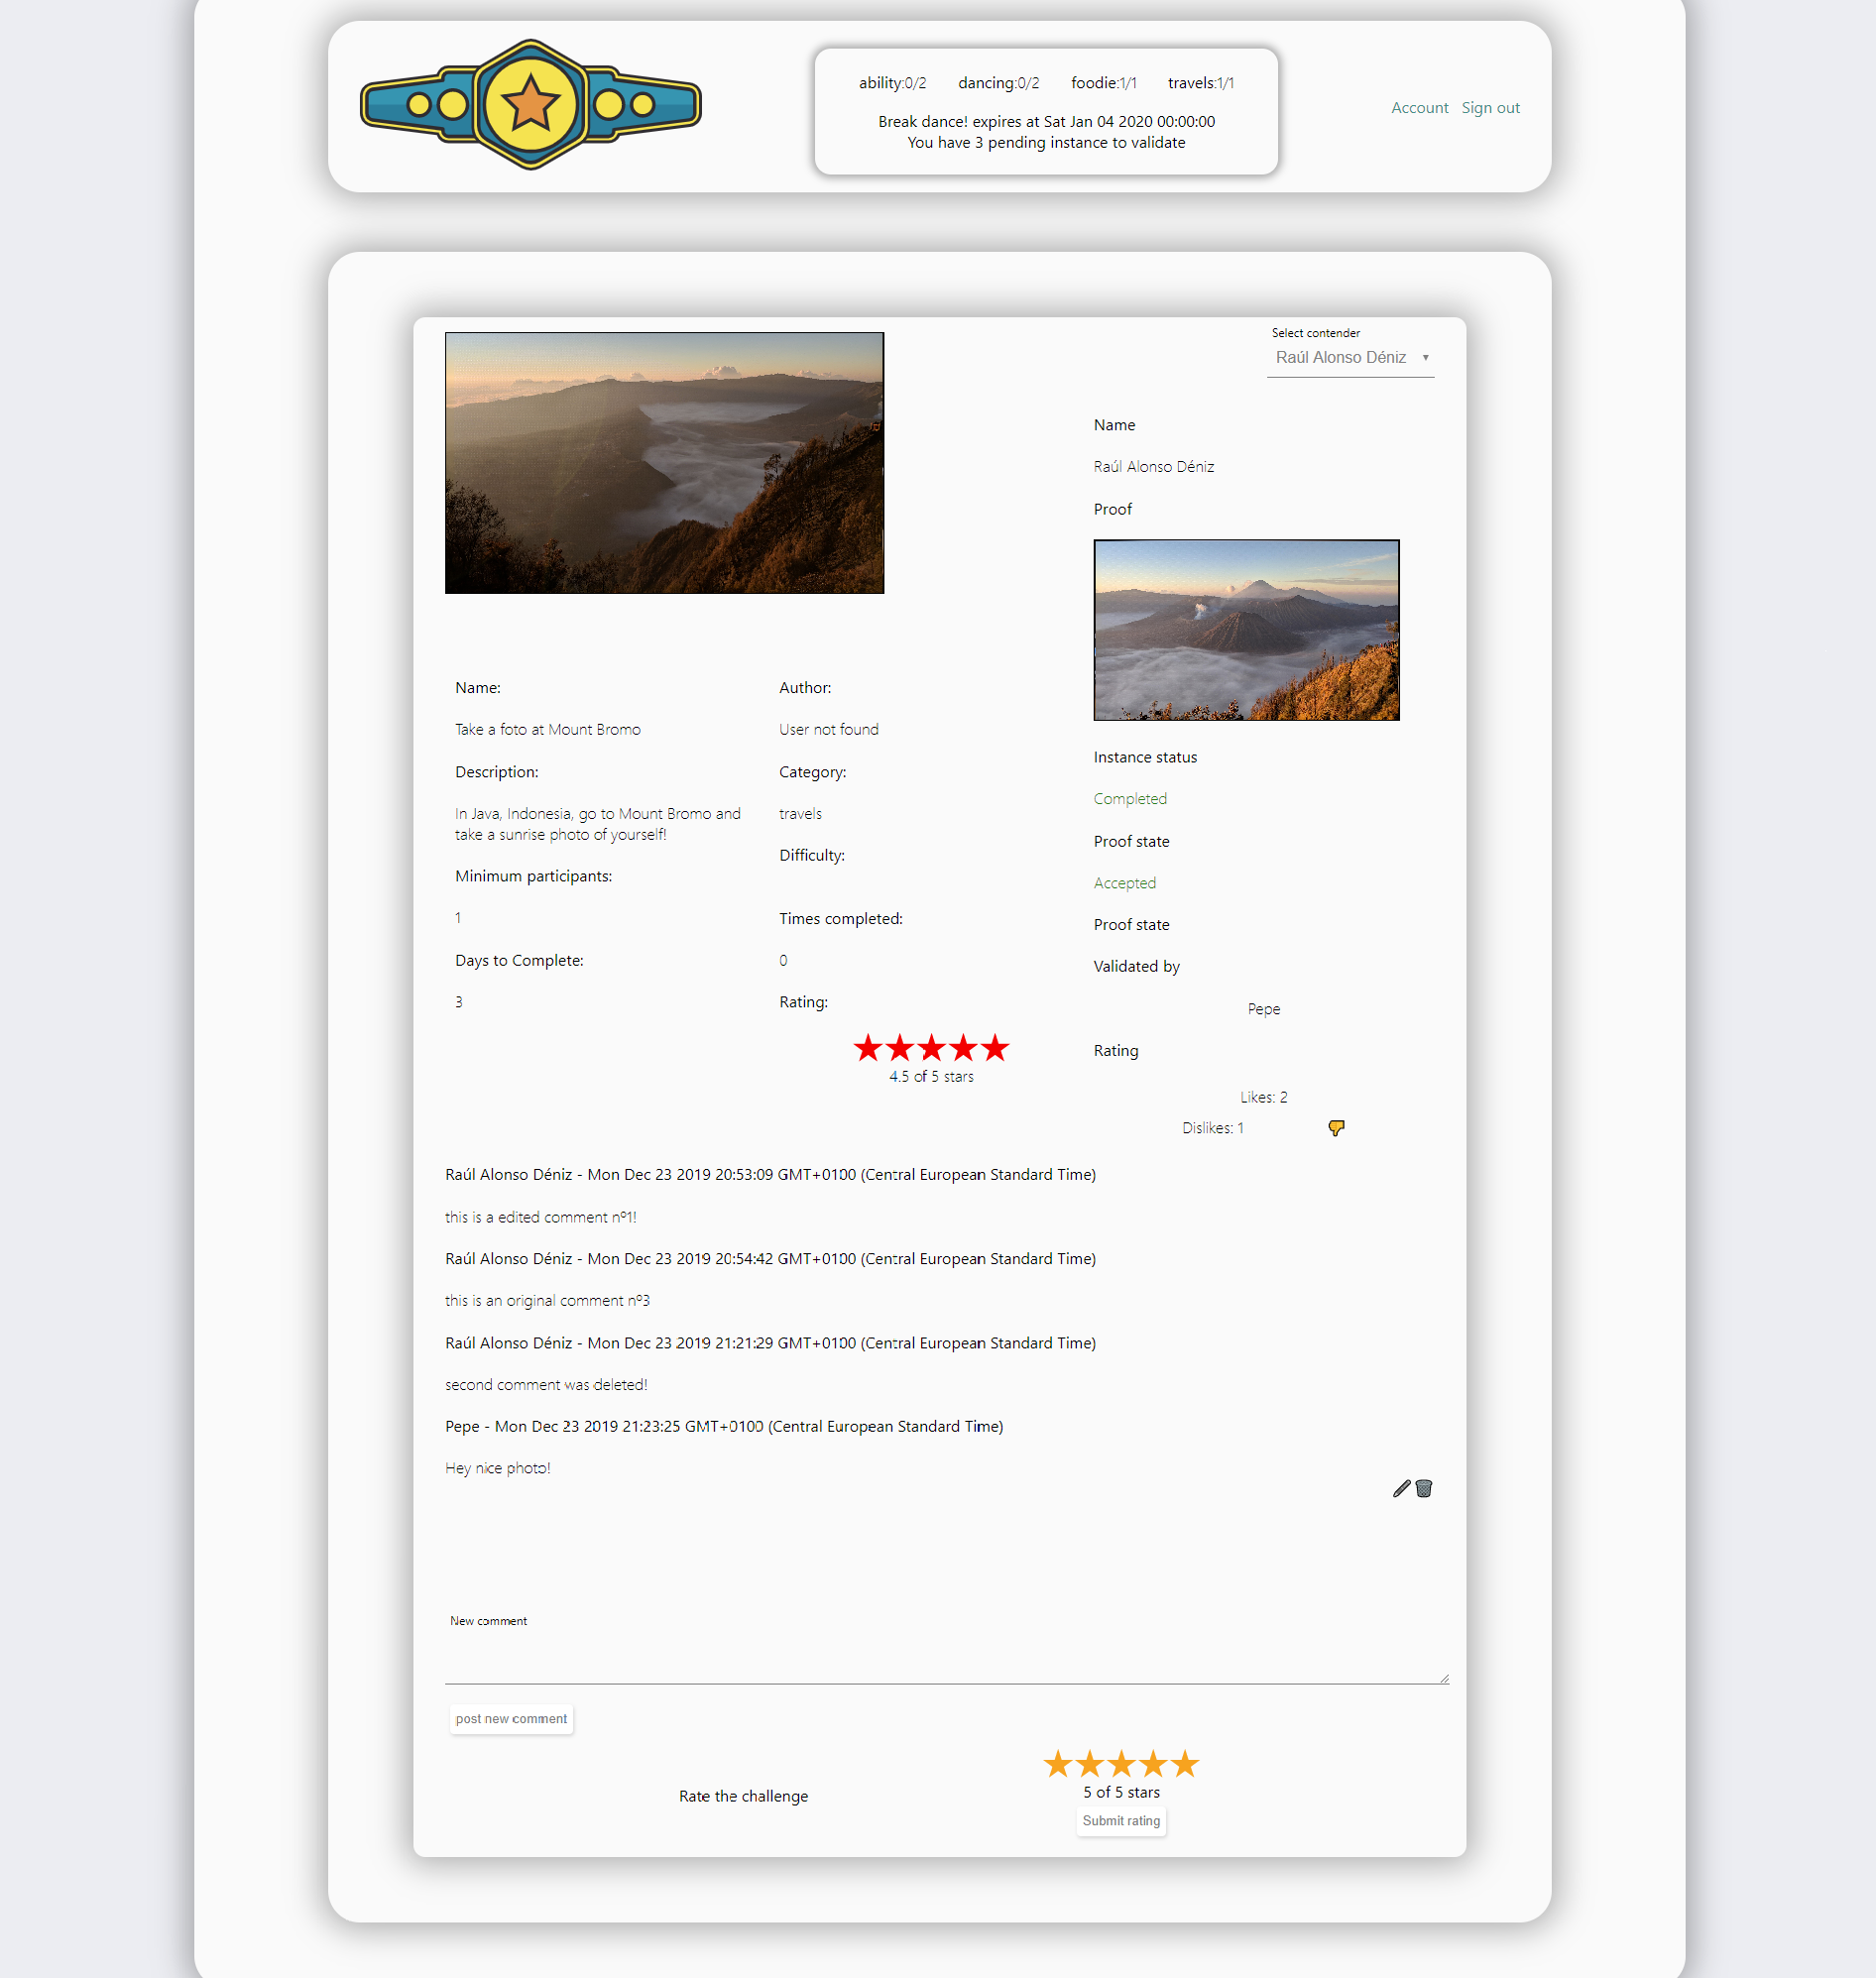 ability:0/2 dancing:0/2 foodie:1/1 travels:1/1
Break dance! expires at Sat Jan 04 2020 00:00:00
You have 3 pending instance to validate
Account Sign out
Select contender
Raúl Alonso Déniz
Name
Raúl Alonso Déniz
Proof
Name:
Take a foto at Mount Bromo
Description:
In Java, Indonesia, go to Mount Bromo and
take a sunrise photo of yourself!
Minimum participants:
1
Days to Complete:
3
Author:
User not found
Category:
travels
Difficulty:
Times completed:
0
Rating:
4.5 of 5 stars
Instance status
Completed
Proof state
Accepted
Proof state
Validated by
Pepe
Rating
Likes: 2
Dislikes: 1
Raúl Alonso Déniz - Mon Dec 23 2019 20:53:09 GMT+0100 (Central European Standard Time)
this is a edited comment nº1!
Raúl Alonso Déniz - Mon Dec 23 2019 20:54:42 GMT+0100 (Central European Standard Time)
this is an original comment nº3
Raúl Alonso Déniz - Mon Dec 23 2019 21:21:29 GMT+0100 (Central European Standard Time)
second comment was deleted!
Pepe - Mon Dec 23 2019 21:23:25 GMT+0100 (Central European Standard Time)
Hey nice photo!
New comment
post new comment
Rate the challenge
5 of 5 stars
Submit rating